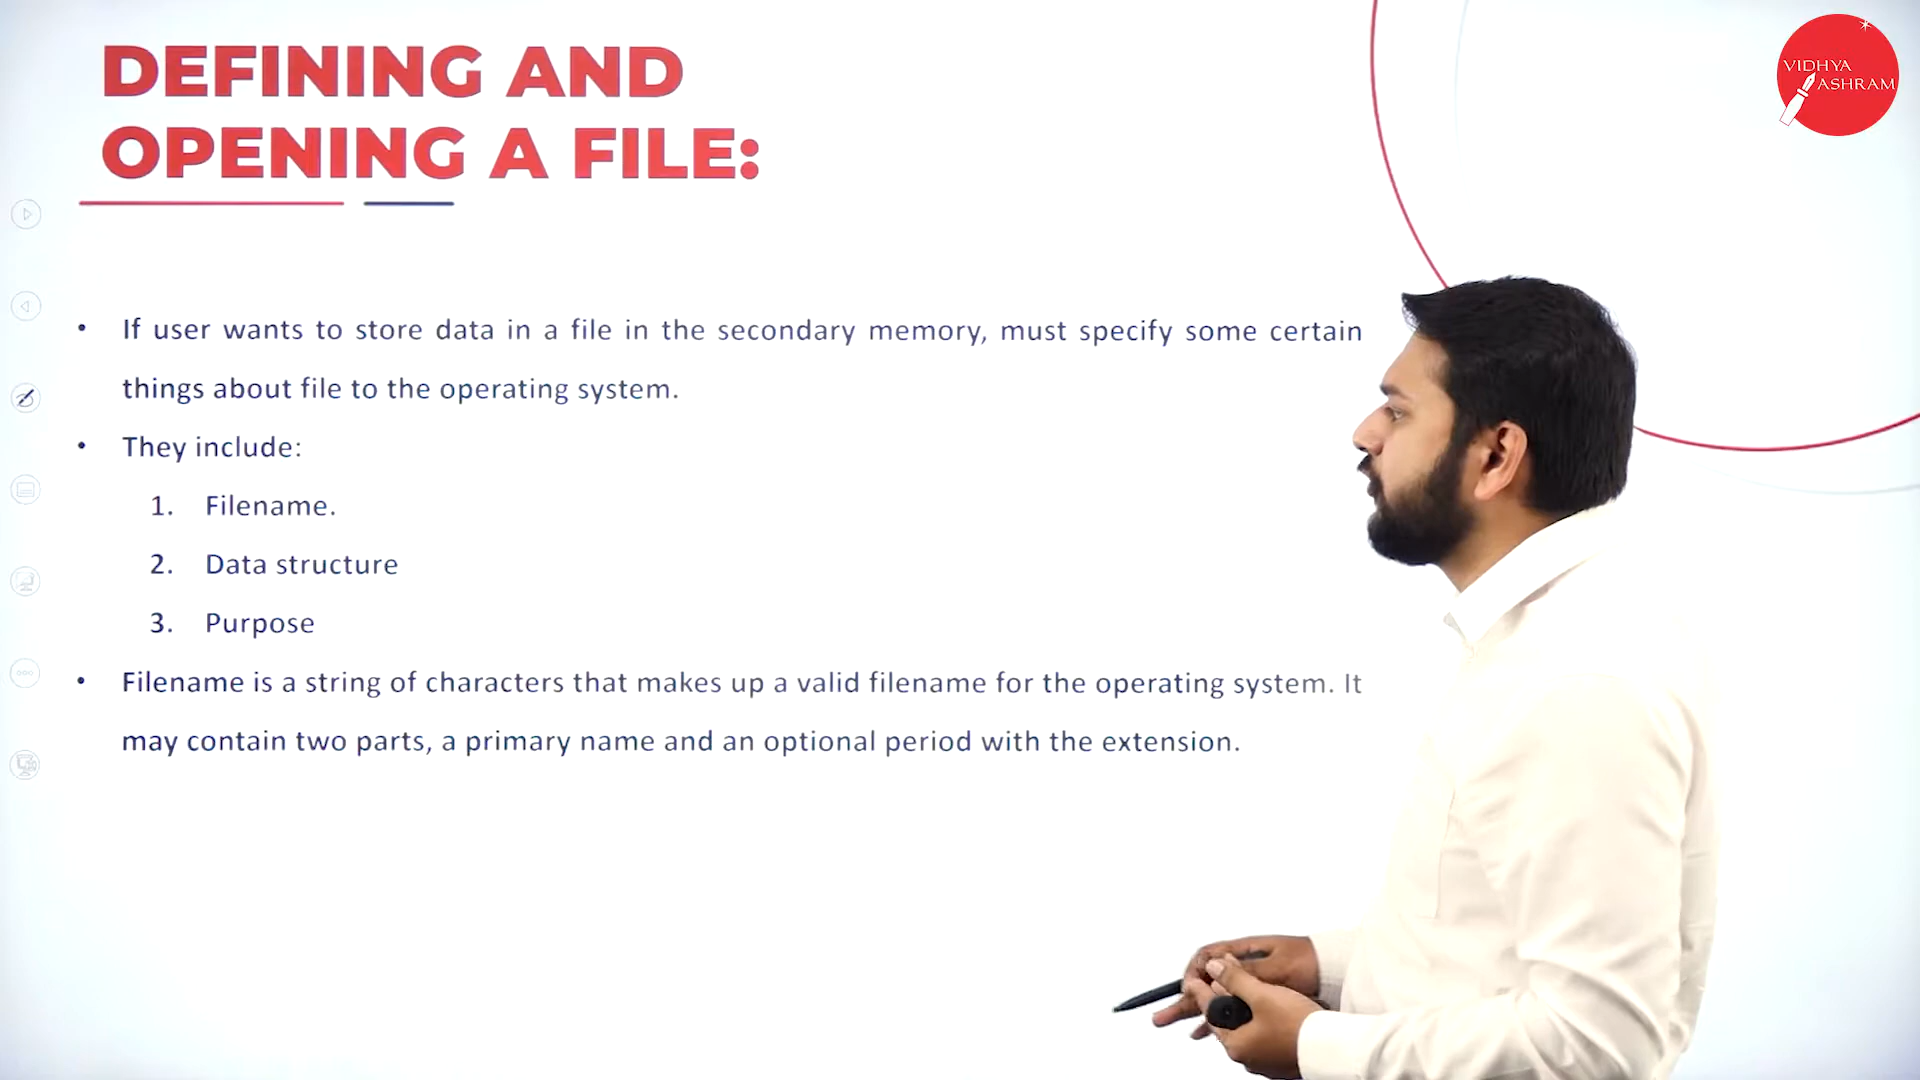 DEFINING AND
OPENING A FILE:
VIDHYA
ASHRAM
• If user wants to store data in a file in the secondary memory, must specify some certain
things about file to the operating system.
• They include:
1. Filename.
2. Data structure
3. Purpose
• Filename is a string of characters that makes up a valid filename for the operating system. It
may contain two parts, a primary name and an optional period with the extension.